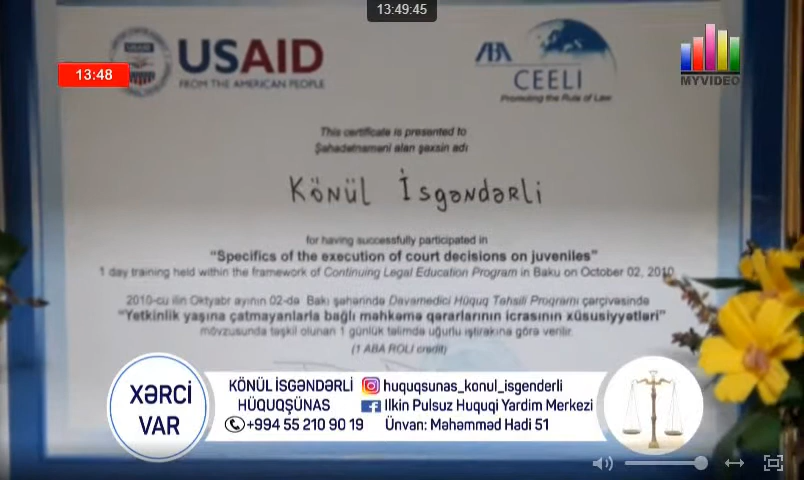 13:49:45
13:48
USAID
USAID
FROM THE AMERICAN PEOPLE
ABA
CEELI
Promoting the Rule of Law
MYVIDEO
This certificate is presented to
Şəhadətnaməni alan şəxsin adı
Könül İsgəndərli
for having successfully participated in
"Specifics of the execution of court decisions on juveniles"
1 day training held within the framework of Continuing Legal Education Program in Baku on October 02, 2010
2010-cu ilin Oktyabr ayının 02-də Bakı şəhərində Davamedici Hüquq Təhsili Proqramı çərçivəsində
"Yetkinlik yaşına çatmayanlarla bağlı məhkəmə qərarlarının icrasının xüsusiyyətləri"
mövzusunda təşkil olunan 1 günlük təlimdə uğurlu iştirakına görə verilir.
(1 ABA ROLI credit)
XƏRCİ
VAR
KÖNÜL İSGƏNDƏRLİ
HÜQUQŞÜNAS
+994 55 210 90 19
huquqsunas_konul_isgenderli
Ilkin Pulsuz Huquqi Yardim Merkezi
Ünvan: Məhəmməd Hadi 51